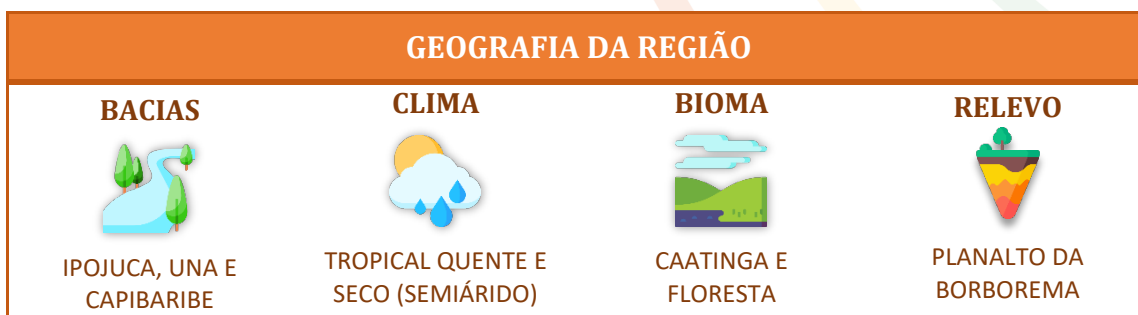 GEOGRAFIA DA REGIÃO
BACIAS
IPOJUCA, UNA E
CAPIBARIBE
CLIMA
TROPICAL QUENTE E
SECO (SEMIÁRIDO)
BIOMA
CAATINGA E
FLORESTA
RELEVO
PLANALTO DA
BORBOREMA